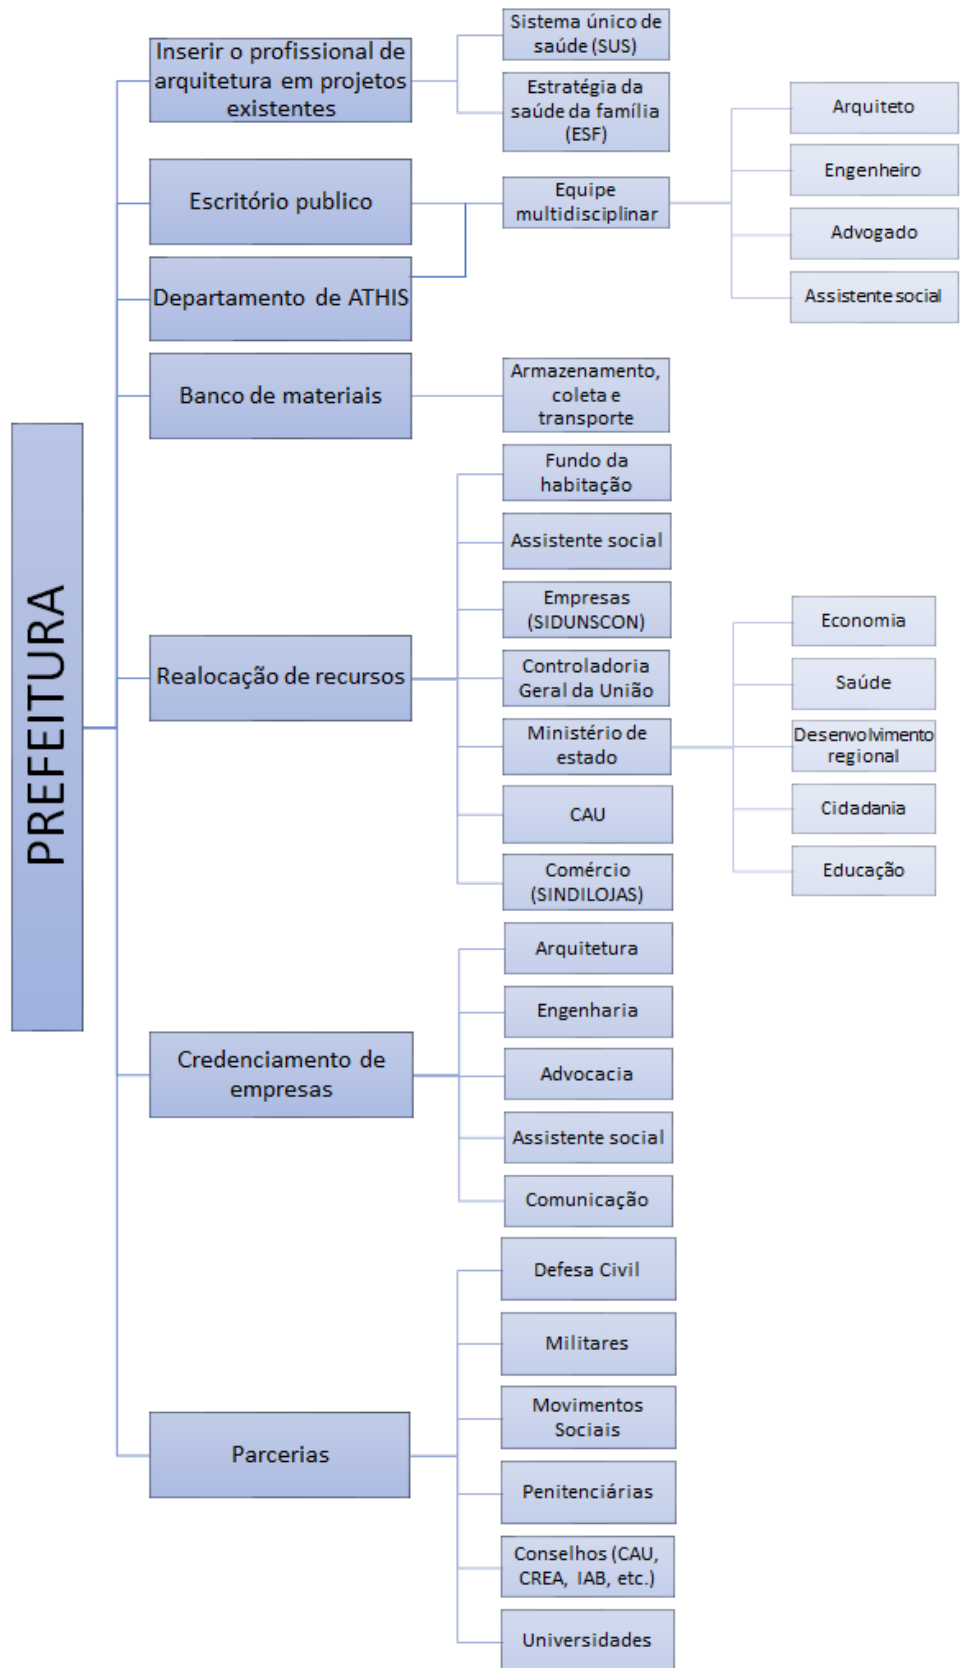 PREFEITURA
Inserir o profissional de
arquitetura em projetos
existentes
Sistema único de
saúde (SUS)
Estratégia da
saúde da família
(ESF)
Escritório publico
Departamento de ATHIS
Equipe
multidisciplinar
Arquiteto
Engenheiro
Advogado
Assistente social
Banco de materiais
Armazenamento,
coleta e
transporte
Realocação de recursos
Fundo da
habitação
Assistente social
Empresas
(SIDUNSCON)
Controladoria
Geral da União
Ministério de
estado
Economia
Saúde
Desenvolvimento
regional
Cidadania
Educação
CAU
Comércio
(SINDILOJAS)
Credenciamento de
empresas
Arquitetura
Engenharia
Advocacia
Assistente social
Comunicação
Parcerias
Defesa Civil
Militares
Movimentos
Sociais
Penitenciárias
Conselhos (CAU,
CREA, IAB, etc.)
Universidades